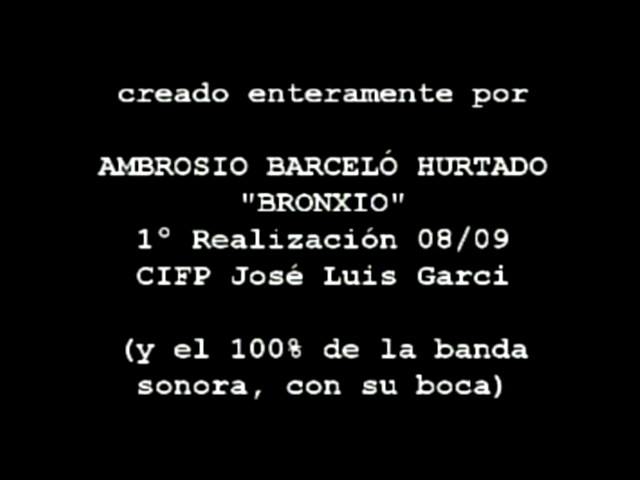 creado enteramente por
AMBROSIO BARCELÓ HURTADO
"BRONXIO"
1º Realización 08/09
CIFP José Luis Garci
(y el 100% de la banda
sonora, con su boca)